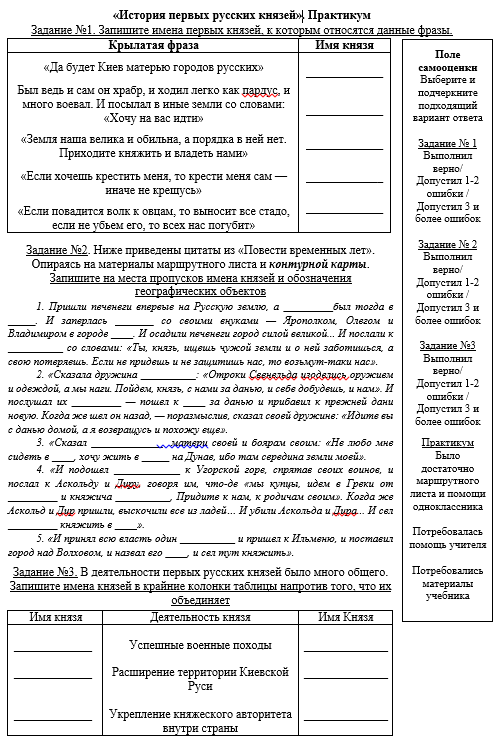 «История первых русских князей». Практикум
Задание №1. Запишите имена первых князей, к которым относятся данные фразы.
Крылатая фраза
Имя князя
«Да будет Киев матерью городов русских»
____________
Был ведь и сам он храбр, и ходил легко как пардус, и
много воевал. И посылал в иные земли со словами:
«Хочу на вас идти»
____________
«Земля наша велика и обильна, а порядка в ней нет.
Приходите княжить и владеть нами»
____________
«Если хочешь крестить меня, то крести меня сам —
иначе не крещусь»
____________
«Если повадится волк к овцам, то выносит все стадо,
если не убьем его, то всех нас погубит»
____________
Задание №2. Ниже приведены цитаты из «Повести временных лет».
Опираясь на материалы маршрутного листа и контурной карты.
Запишите на места пропусков имена князей и обозначения
географических объектов
1. Пришли печенеги впервые на Русскую землю, а ________был тогда в
____. И заперлась ______ со своими внуками — Ярополком, Олегом и
Владимиром в городе ____. И осадили печенеги город силой великой... И послали к
________ со словами: «Ты, князь, ищешь чужой земли и о ней заботишься, а
свою потерявешь. Если не придешь и не защитишь нас, то возьмут-таки нас».
2. «Сказала дружина ________: «Отроки Свенельда изоделись оружием
и одеждой, а мы наги. Пойдем, князь, с нами за данью, и себе добудешь, и нам». И
послушал их ________ — пошел к ____ за данью и прибавил к прежней дани
новую. Когда же шел он назад, — поразмыслив, сказал своей дружине: «Идите вы
с данью домой, а я возвращусь и похожу еще».
3. «Сказал __________ матери своей и боярам своим: «Не любо мне
сидеть в ____, хочу жить в _____ на Дунае, ибо там середина земли моей».
4. «И подошел _________ к Угорской горе, спрятав своих воинов, и
послал к Аскольду и Диру, говоря им, что-де «мы купцы, идем в Греки от
________ и княжича ________, Придите к нам, к родичам своим». Когда же
Аскольд и Дир пришли, выскочили все из ладей... И убили Аскольда и Дира... И сел
________ княжить в ____».
5. «И принял всю власть один ________ и пришел к Ильменю, и поставил
город над Волховом, и назвал его ____, и сел тут княжить».
Задание №3. В деятельности первых русских князей было много общего.
Запишите имена князей в крайние колонки таблицы напротив того, что их
объединяет
Имя князя
Деятельность князя
Имя Князя
____________ Успешные военные походы ____________
____________ Расширение территории Киевской ____________
Руси
____________ Укрепление княжеского авторитета ____________
внутри страны
Поле
самооценки
Выберите и
подчеркните
подходящий
вариант ответа
Задание № 1
Выполнил
верно/
Допустил 1-2
ошибки /
Допустил 3 и
более ошибок
Задание № 2
Выполнил
верно/
Допустил 1-2
ошибки /
Допустил 3 и
более ошибок
Задание №3
Выполнил
верно/
Допустил 1-2
ошибки /
Допустил 3 и
более ошибок
Практикум
Было
достаточно
маршрутного
листа и помощи
одноклассника
Потребовалась
помощь учителя
Потребовались
материалы
учебника